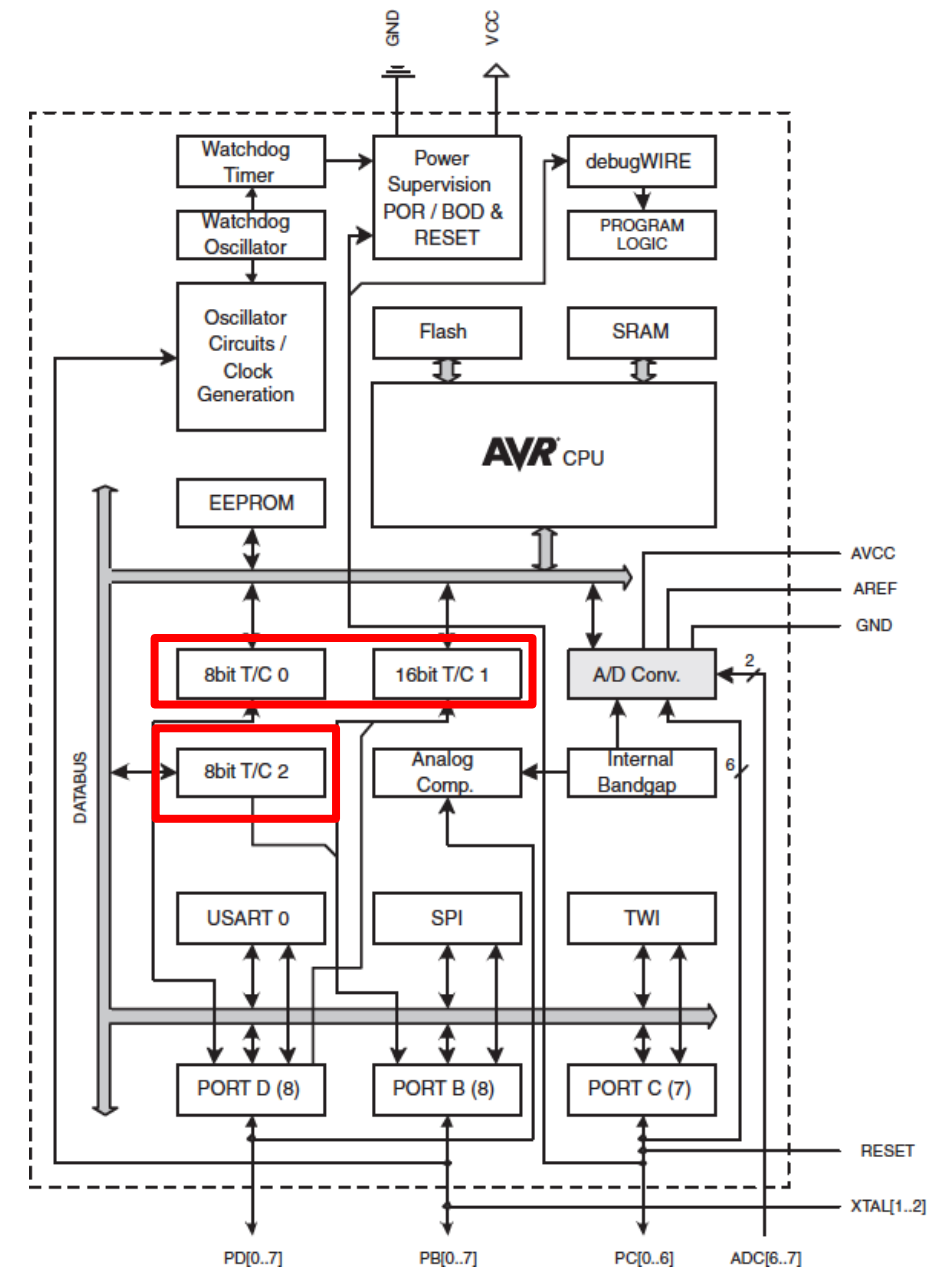 GND
VCC
Watchdog
Timer
Power
Supervision
POR / BOD &
RESET
debugWIRE
Watchdog
Oscillator
PROGRAM
LOGIC
Oscillator
Circuits /
Clock
Generation
Flash
SRAM
AVR CPU
EEPROM
AVCC
AREF
GND
8bit T/C 0
16bit T/C 1
A/D Conv.
2
8bit T/C 2
Analog
Comp.
Internal
Bandgap
6
DATABUS
USART 0
SPI
TWI
PORT D (8)
PORT B (8)
PORT C (7)
RESET
XTAL[1..2]
PD[0..7]
PB[0..7]
PC[0..6]
ADC[6..7]